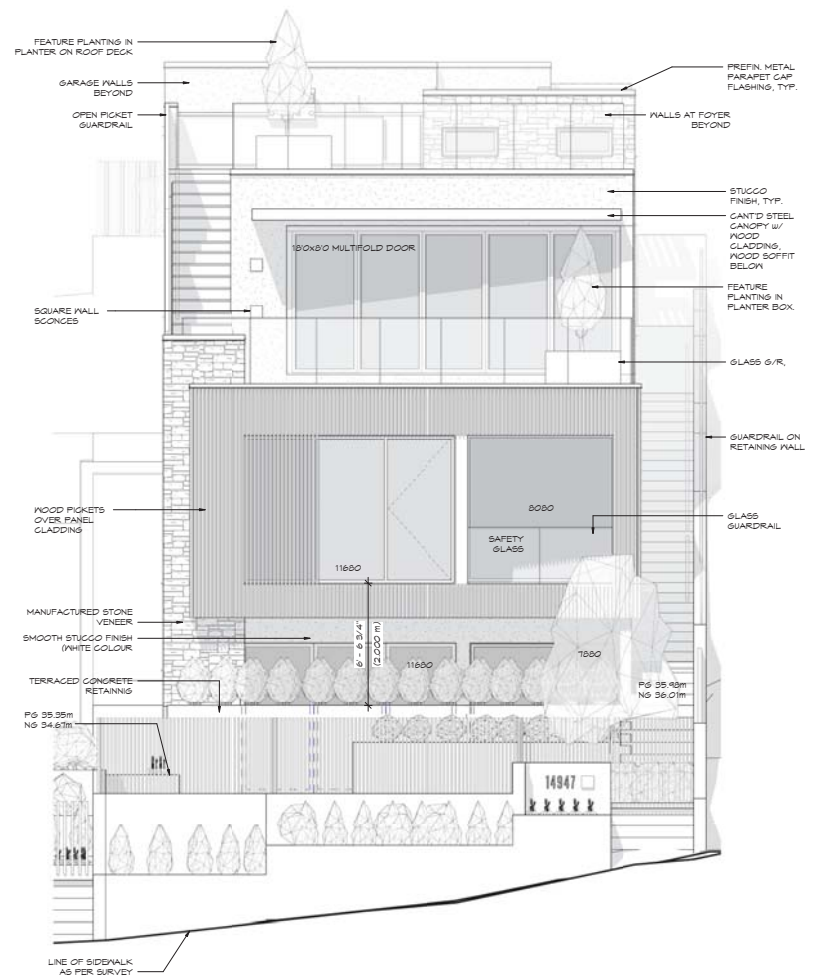 FEATURE PLANTING IN
PLANTER ON ROOF DECK
GARAGE WALLS
BEYOND
OPEN PICKET
GUARDRAIL
PREFIN. METAL
PARAPET CAP
FLASHING, TYP.
WALLS AT FOYER
BEYOND
STUCCO
FINISH, TYP.
CANT'D STEEL
CANOPY W/
WOOD
CLADDING,
WOOD SOFFIT
BELOW
18'0x8'0 MULTIFOLD DOOR
FEATURE
PLANTING IN
PLANTER BOX.
SQUARE WALL
SCONCES
GLASS G/R,
GUARDRAIL ON
RETAINING WALL
WOOD PICKETS
OVER PANEL
CLADDING
8080
GLASS
GUARDRAIL
SAFETY
GLASS
11680
MANUFACTURED STONE
VENEER
SMOOTH STUCCO FINISH
(WHITE COLOUR
6' - 6 3/4"
(2.000 m)
11680
7880
TERRACED CONCRETE
RETAINNIG
PG 35.98m
NG 36.01m
PG 35.35m
NG 34.67m
14947
LINE OF SIDEWALK
AS PER SURVEY